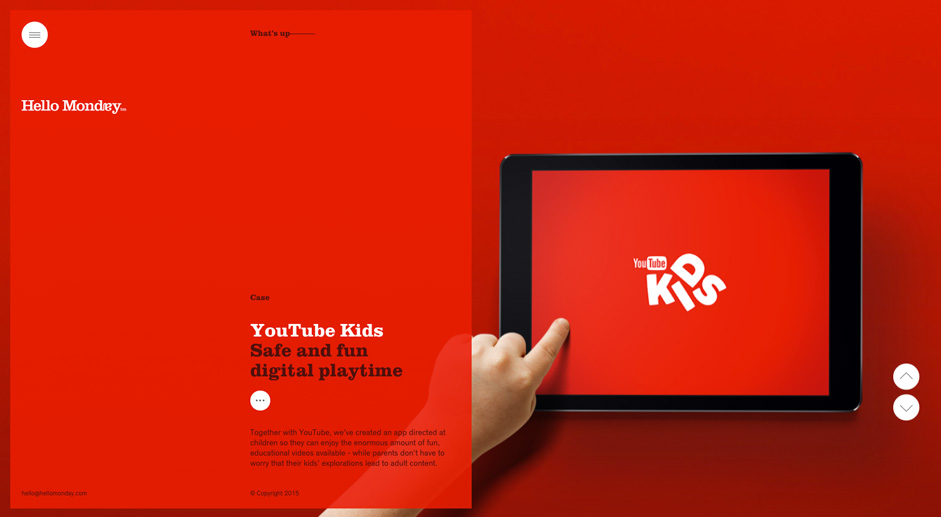 What's up
Hello Monday
Case
YouTube Kids
Safe and fun
digital playtime
Together with YouTube, we've created an app directed at
children so they can enjoy the enormous amount of fun,
educational videos available - while parents don't have to
worry that their kids' explorations lead to adult content.
hello@hellomonday.com
© Copyright 2015
YouTube
KIDS